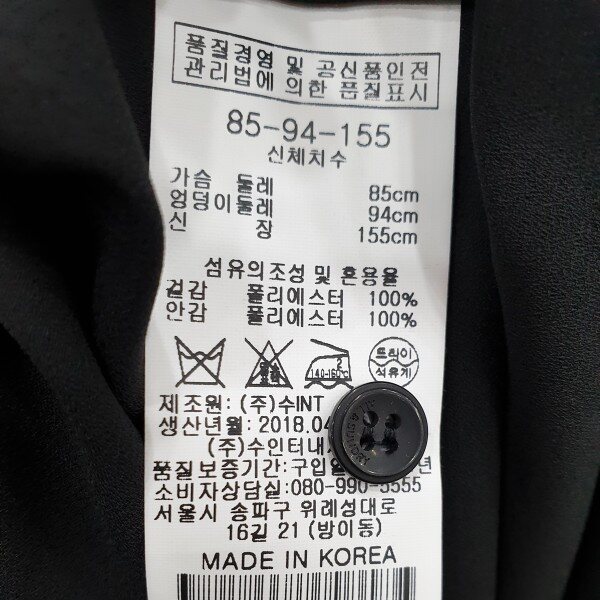 품질경영 및 공신품인전
관리법에 의한 품질표시
85-94-155
신체치수
가슴 둘레 85cm
엉덩이둘레 94cm
신 장 155cm
섬유의조성 및 혼용율
겉감 폴리에스터 100%
안감 폴리에스터 100%
2
140-160℃
드라이
석유계
제조원: (주)수INT
생산년월: 2018.04
(주)수인터내
품질보증기간: 구입일 년
소비자상담실: 080-990-5555
서울시 송파구 위례성대로
16길 21 (방이동)
MADE IN KOREA